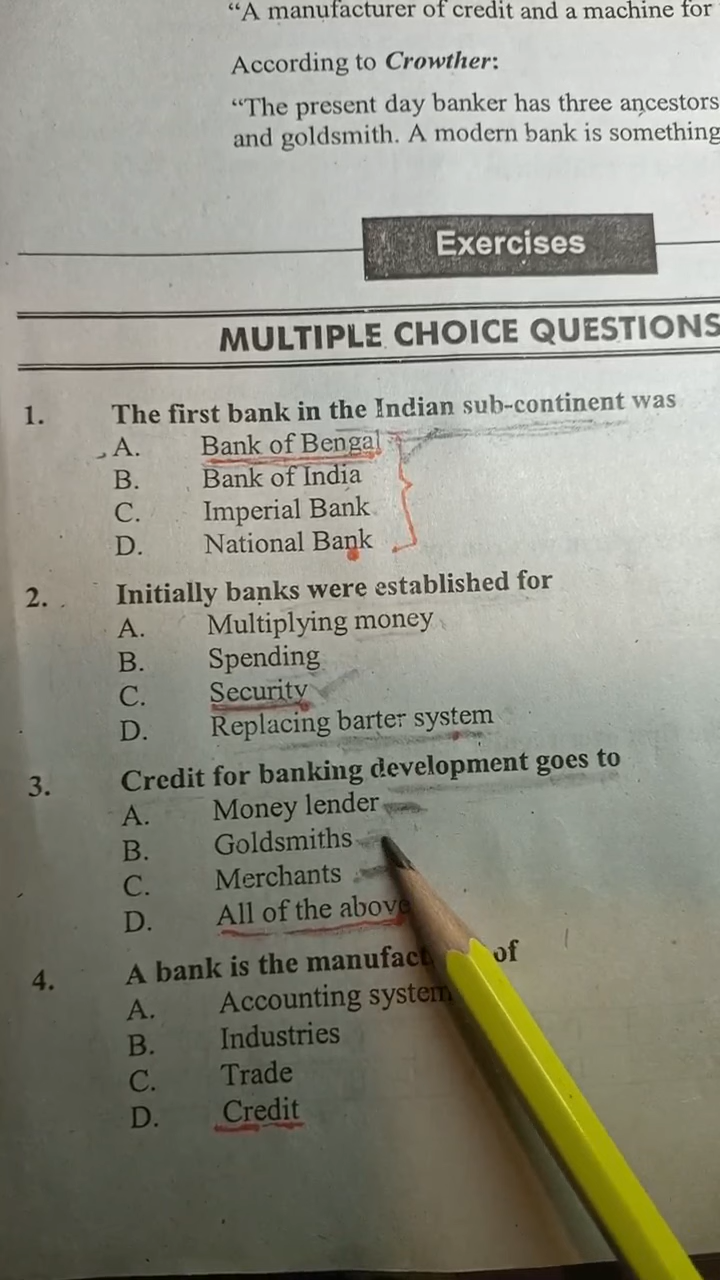 “A manufacturer of credit and a machine for
According to Crowther:
“The present day banker has three ancestors
and goldsmith. A modern bank is something
Exercises
MULTIPLE CHOICE QUESTIONS
1. The first bank in the Indian sub-continent was
A. Bank of Bengal
B. Bank of India
C. Imperial Bank
D. National Bank
2. Initially banks were established for
A. Multiplying money
B. Spending
C. Security
D. Replacing barter system
3. Credit for banking development goes to
A. Money lender
B. Goldsmiths
C. Merchants
D. All of the above
4. A bank is the of
A. Accounting system
B. Industries
C. Trade
D. Credit